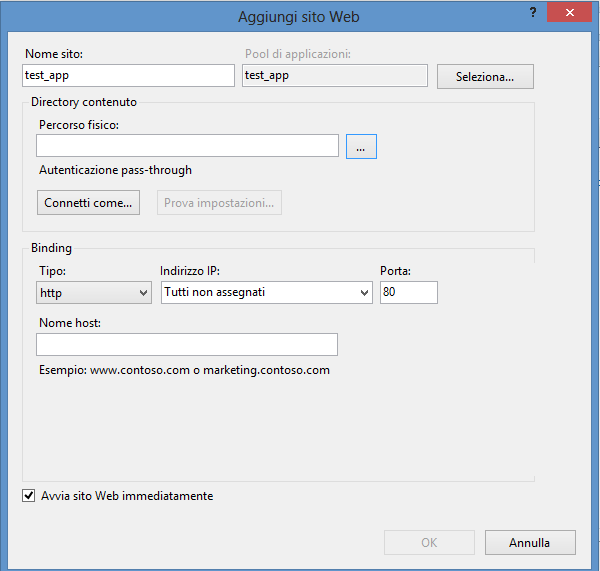 Aggiungi sito Web
?
Nome sito: Pool di applicazioni:
test_app test_app Seleziona...
Directory contenuto
Percorso fisico:
...
Autenticazione pass-through
Connetti come... Prova impostazioni...
Binding
Tipo: Indirizzo IP: Porta:
http Tutti non assegnati 80
Nome host:
Esempio: www.contoso.com o marketing.contoso.com
Avvia sito Web immediatamente
OK Annulla